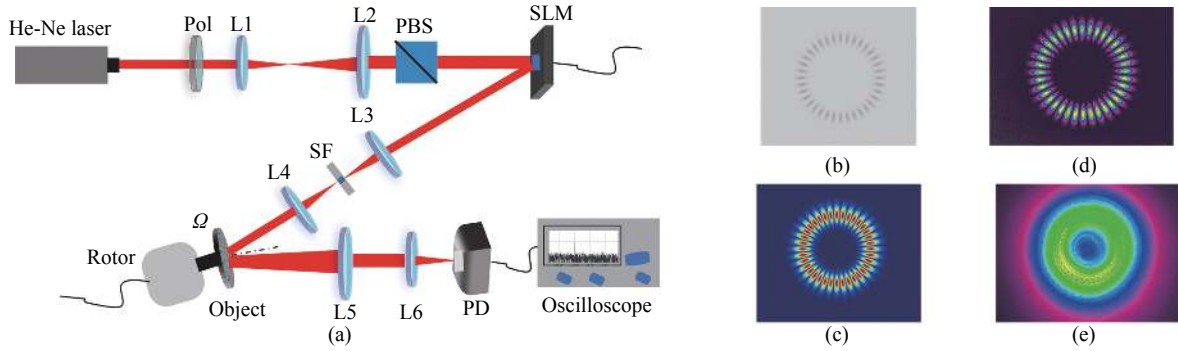 He-Ne laser
Pol
L1
L2
PBS
SLM
L3
SF
L4
Ω
Rotor
Object
L5
L6
PD
Oscilloscope
(a)
(b)
(d)
(c)
(e)